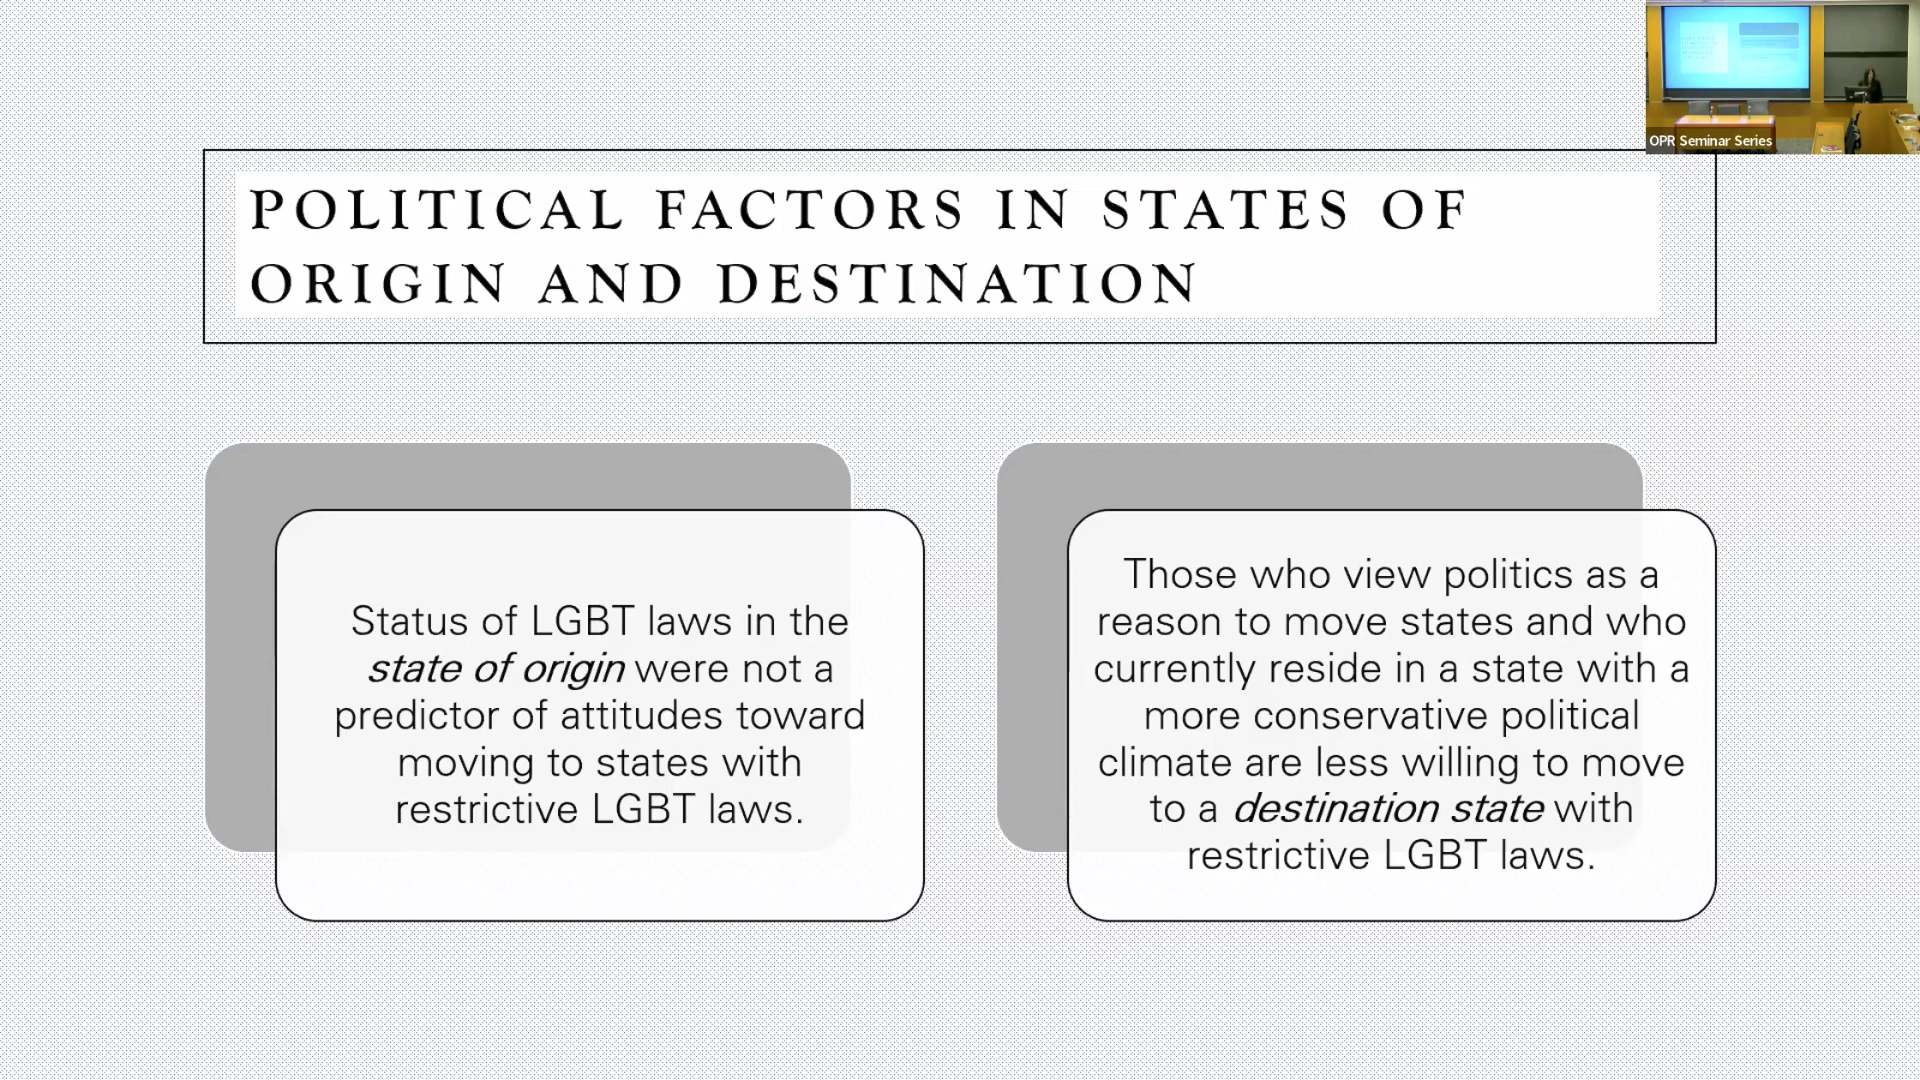 OPR Seminar Series
POLITICAL FACTORS IN STATES OF
ORIGIN AND DESTINATION
Status of LGBT laws in the
state of origin were not a
predictor of attitudes toward
moving to states with
restrictive LGBT laws.
Those who view politics as a
reason to move states and who
currently reside in a state with a
more conservative political
climate are less willing to move
to a destination state with
restrictive LGBT laws.